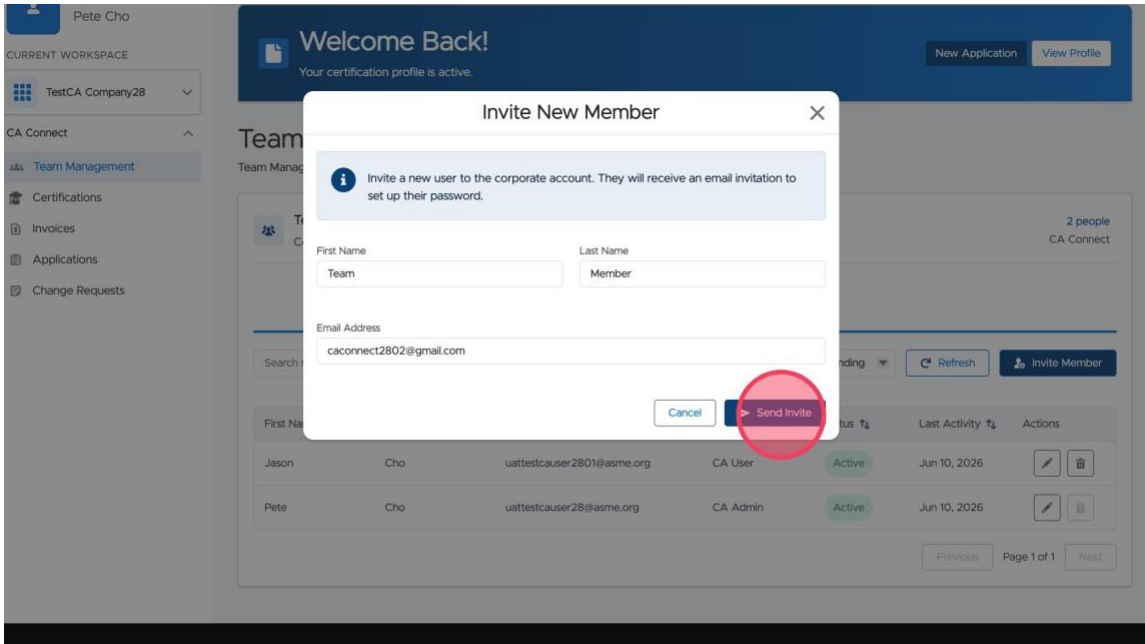 Pete Cho
CURRENT WORKSPACE
TestCA Company28
CA Connect
Team Management
Certifications
Invoices
Applications
Change Requests
Welcome Back!
Your certification profile is active.
New Application
View Profile
Team
Team Manag
2 people
CA Connect
Invite New Member
Invite a new user to the corporate account. They will receive an email invitation to
set up their password.
First Name Last Name
Team Member
Email Address
caconnect2802@gmail.com
Cancel Send Invite
Search nding Refresh Invite Member
First Na tus Last Activity Actions
Jason Cho uattestcauser2801@asme.org CA User Active Jun 10, 2026
Pete Cho uattestcauser28@asme.org CA Admin Active Jun 10, 2026
Previous Page 1 of 1 Next